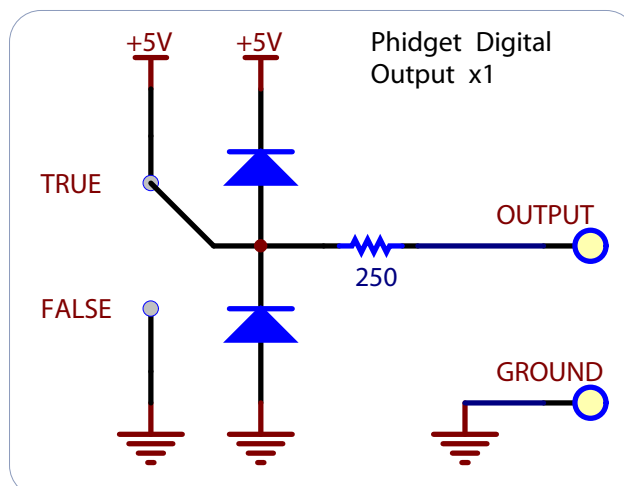 +5V
+5V
Phidget Digital
Output x1
TRUE
OUTPUT
250
FALSE
GROUND